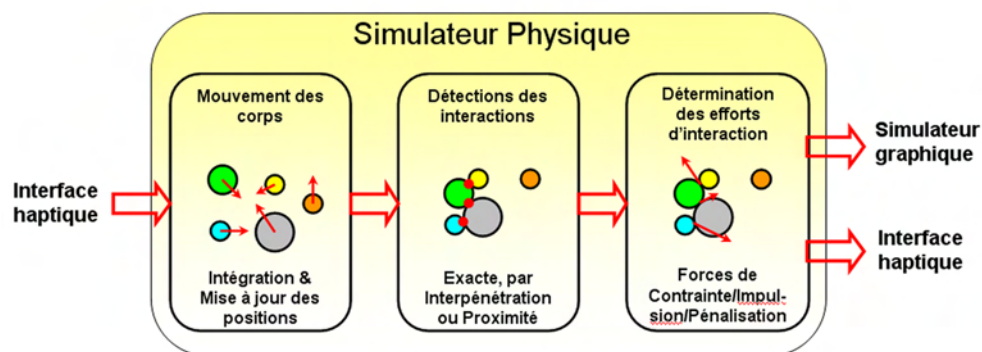 Simulateur Physique
Interface
haptique
Mouvement des
corps
Intégration &
Mise à jour des
positions
Détections des
interactions
Exacte, par
Interpénétration
ou Proximité
Détermination
des efforts
d'interaction
Forces de
Contrainte/Impul-
sion/Pénalisation
Simulateur
graphique
Interface
haptique